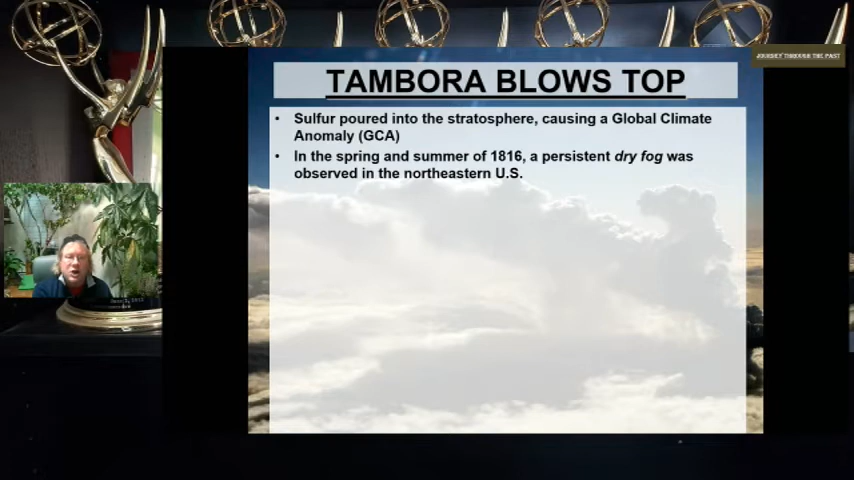 JOURNEY THROUGH THE PAST
TAMBORA BLOWS TOP
• Sulfur poured into the stratosphere, causing a Global Climate
Anomaly (GCA)
• In the spring and summer of 1816, a persistent dry fog was
observed in the northeastern U.S.